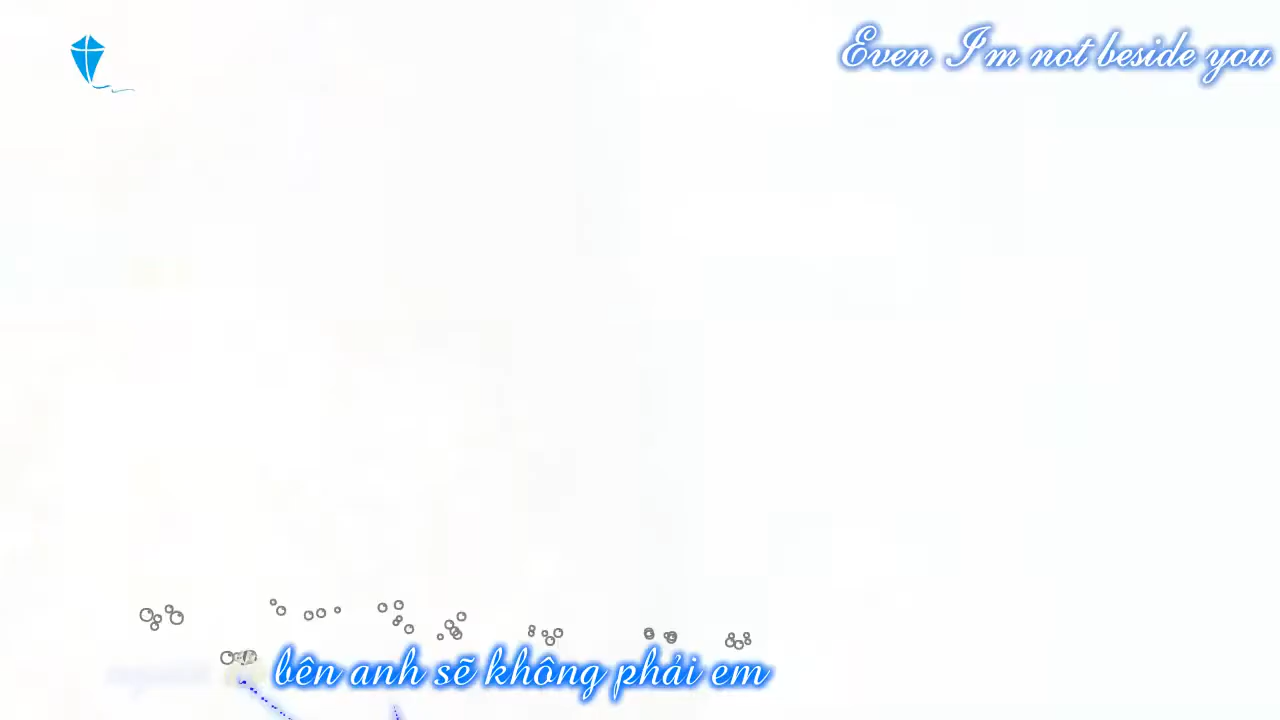 Even I'm not beside you
bên anh sẽ không phải em